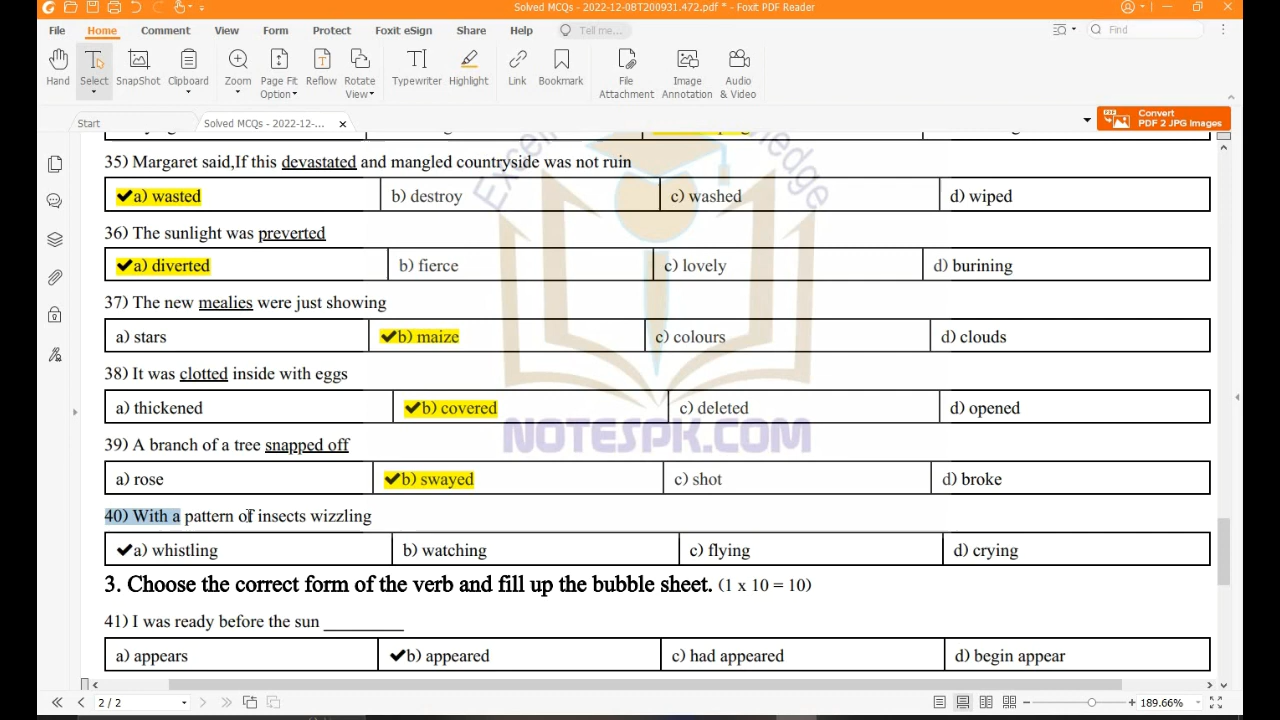 Solved MCQs - 2022-12-08T200931.472.pdf * - Foxit PDF Reader
File Home Comment View Form Protect Foxit eSign Share Help Tell me... Find
Hand Select SnapShot Clipboard Zoom Page Fit Option Reflow Rotate View Typewriter Highlight Link Bookmark File Attachment Image Annotation Audio & Video
Start Solved MCQs - 2022-12-... Convert PDF 2 JPG Images
35) Margaret said,If this devastated and mangled countryside was not ruin
✔a) wasted b) destroy c) washed d) wiped
36) The sunlight was preverted
✔a) diverted b) fierce c) lovely d) burining
37) The new mealies were just showing
a) stars ✔b) maize c) colours d) clouds
38) It was clotted inside with eggs
a) thickened ✔b) covered c) deleted d) opened
NOTESPK.COM
39) A branch of a tree snapped off
a) rose ✔b) swayed c) shot d) broke
40) With a pattern of insects wizzling
✔a) whistling b) watching c) flying d) crying
3. Choose the correct form of the verb and fill up the bubble sheet. (1 x 10 = 10)
41) I was ready before the sun ________
a) appears ✔b) appeared c) had appeared d) begin appear
2 / 2 189.66%